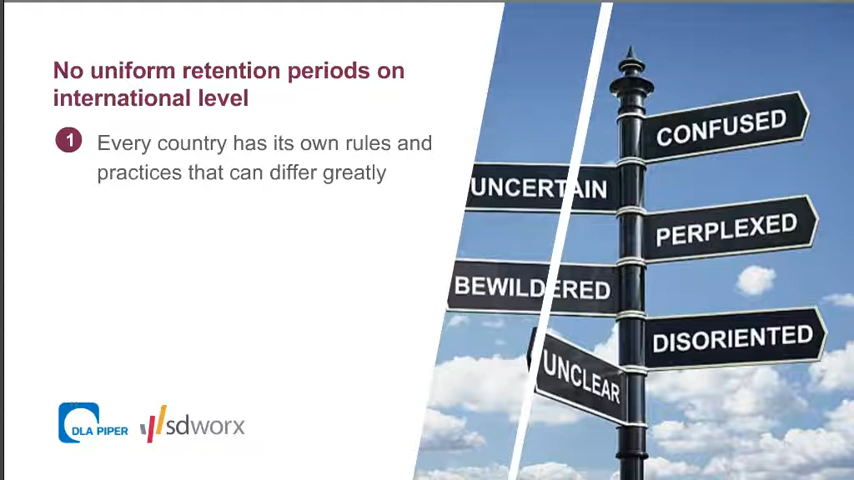 No uniform retention periods on
international level
1 Every country has its own rules and
practices that can differ greatly
CONFUSED
UNCERTAIN
PERPLEXED
BEWILDERED
DISORIENTED
UNCLEAR
DLA PIPER
sdworx